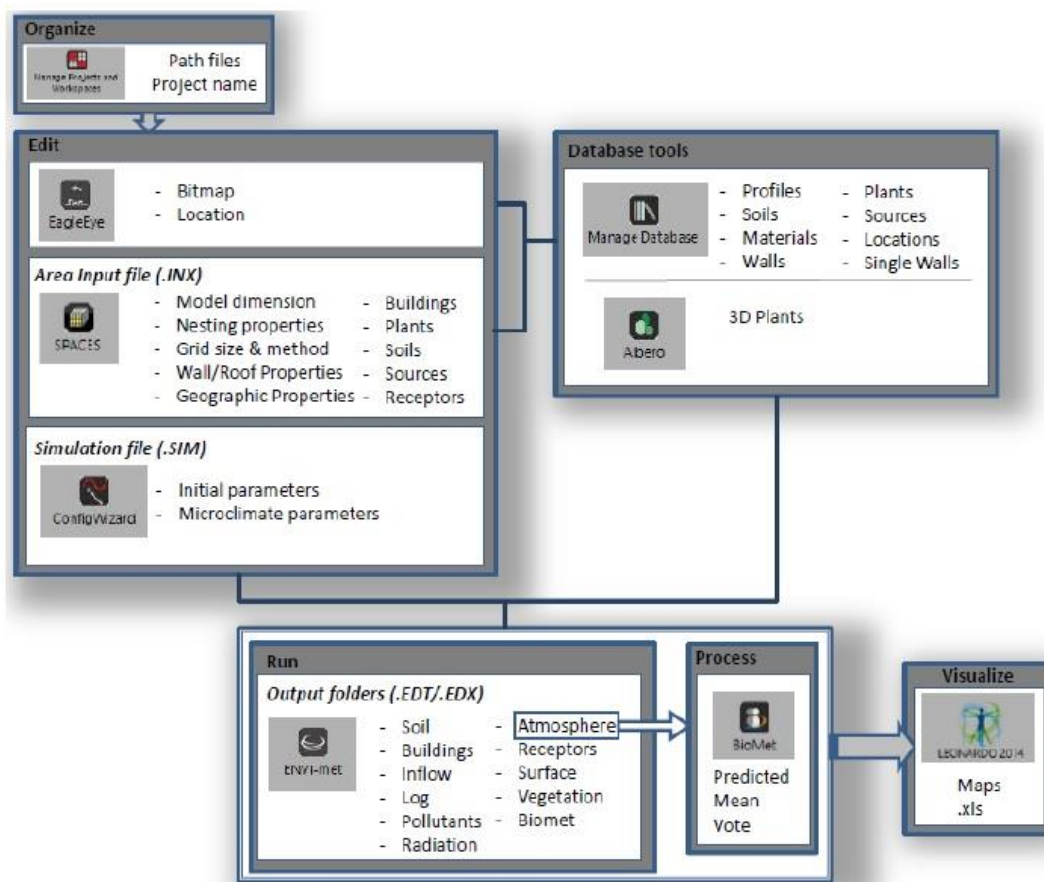 Organize
Manage Projects and
Workspaces
Path files
Project name
Edit
EagleEye
- Bitmap
- Location
Area Input file (.INX)
SPACES
- Model dimension
- Nesting properties
- Grid size & method
- Wall/Roof Properties
- Geographic Properties
- Buildings
- Plants
- Soils
- Sources
- Receptors
Simulation file (.SIM)
ConfigWizard
- Initial parameters
- Microclimate parameters
Database tools
Manage Database
- Profiles
- Soils
- Materials
- Walls
- Plants
- Sources
- Locations
- Single Walls
Albero
3D Plants
Run
Output folders (.EDT/.EDX)
ENVI-met
- Soil
- Buildings
- Inflow
- Log
- Pollutants
- Radiation
- Atmosphere
- Receptors
- Surface
- Vegetation
- Biomet
Process
BioMet
Predicted
Mean
Vote
Visualize
LEONARDO 2014
Maps
.xls